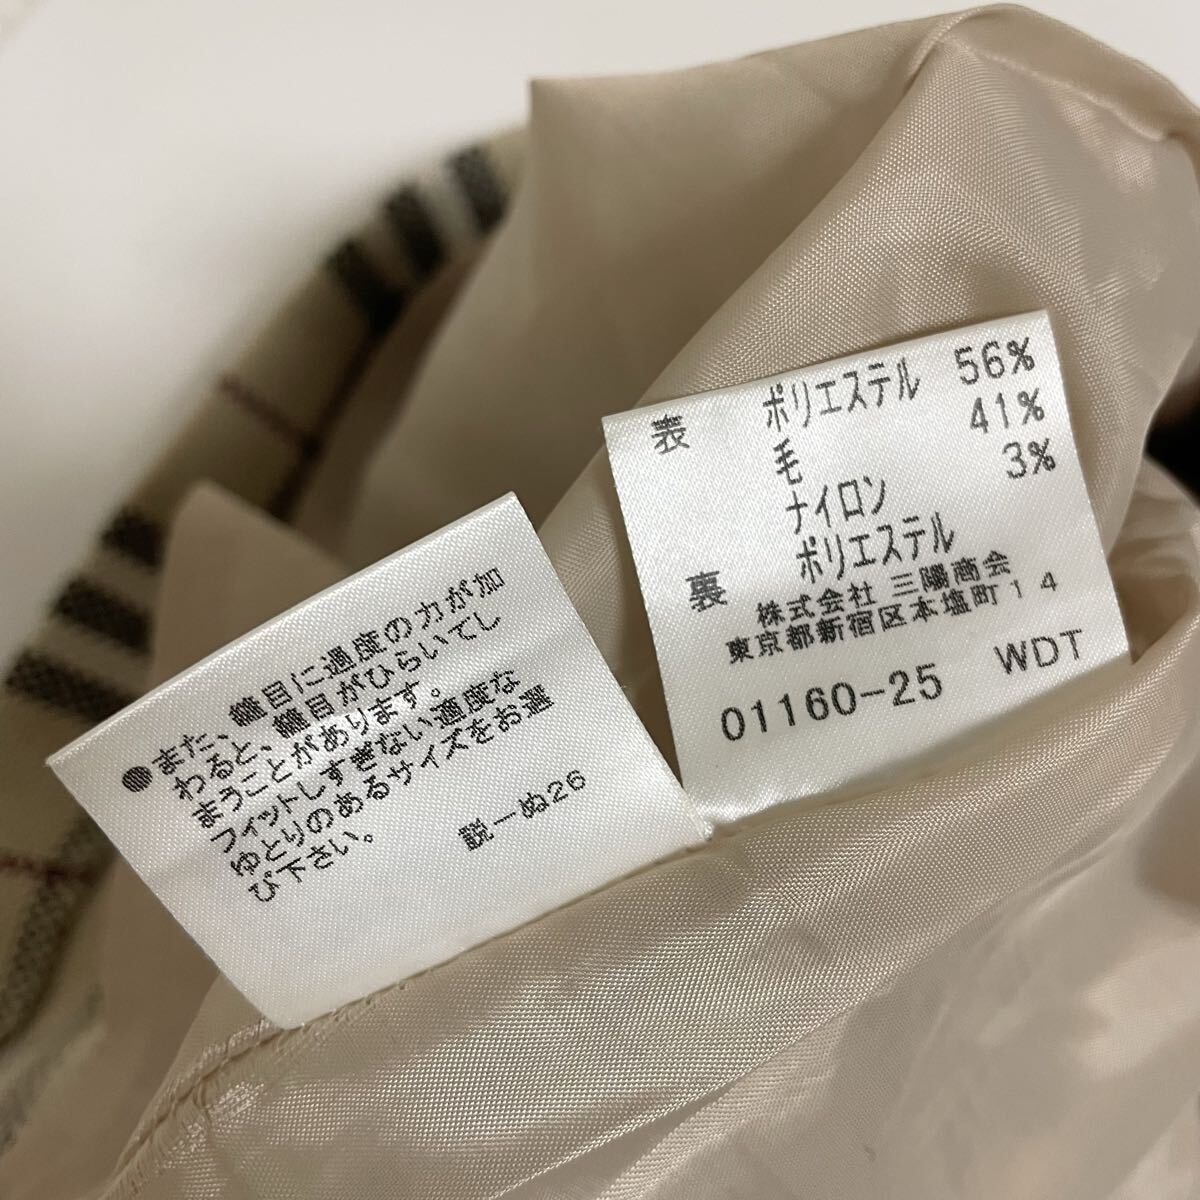 ●また、縫目に過度の力が加
わると、縫目がひらいてし
まうことがあります。
フィットしすぎない適度な
ゆとりのあるサイズをお選
び下さい。
説ーぬ26
表 ポリエステル 56%
毛 41%
ナイロン 3%
裏 ポリエステル
株式会社 三陽商会
東京都新宿区本塩町14
01160-25 WDT